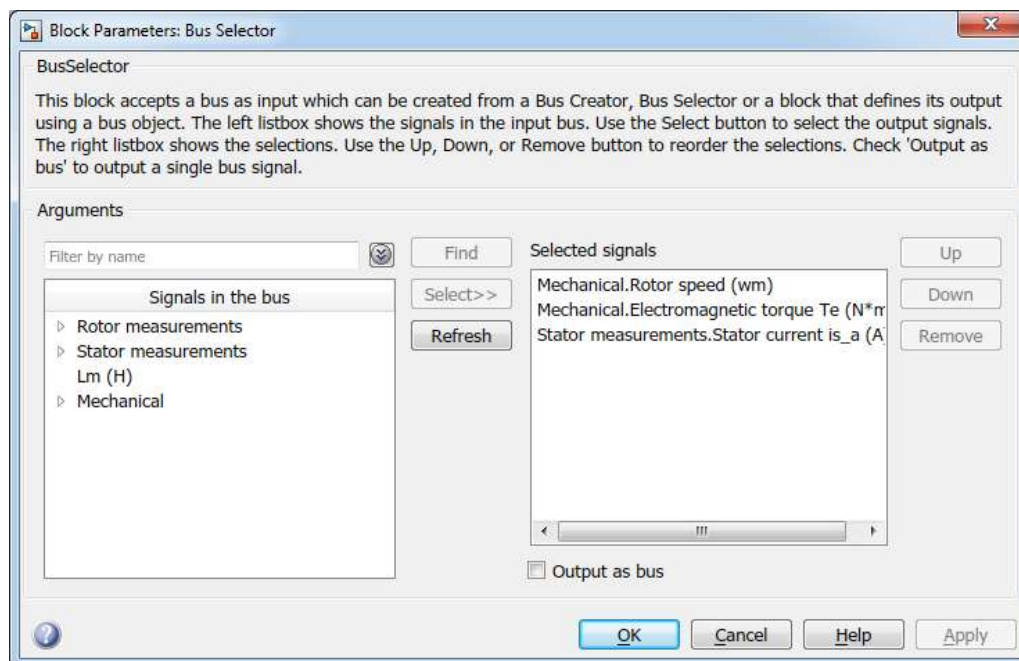 Block Parameters: Bus Selector
BusSelector
This block accepts a bus as input which can be created from a Bus Creator, Bus Selector or a block that defines its output
using a bus object. The left listbox shows the signals in the input bus. Use the Select button to select the output signals.
The right listbox shows the selections. Use the Up, Down, or Remove button to reorder the selections. Check 'Output as
bus' to output a single bus signal.
Arguments
Filter by name
Find
Selected signals
Up
Signals in the bus
Select>>
Mechanical.Rotor speed (wm)
Down
Rotor measurements
Refresh
Mechanical.Electromagnetic torque Te (N*m
Remove
Stator measurements
Stator measurements.Stator current is_a (A
Lm (H)
Mechanical
Output as bus
OK
Cancel
Help
Apply